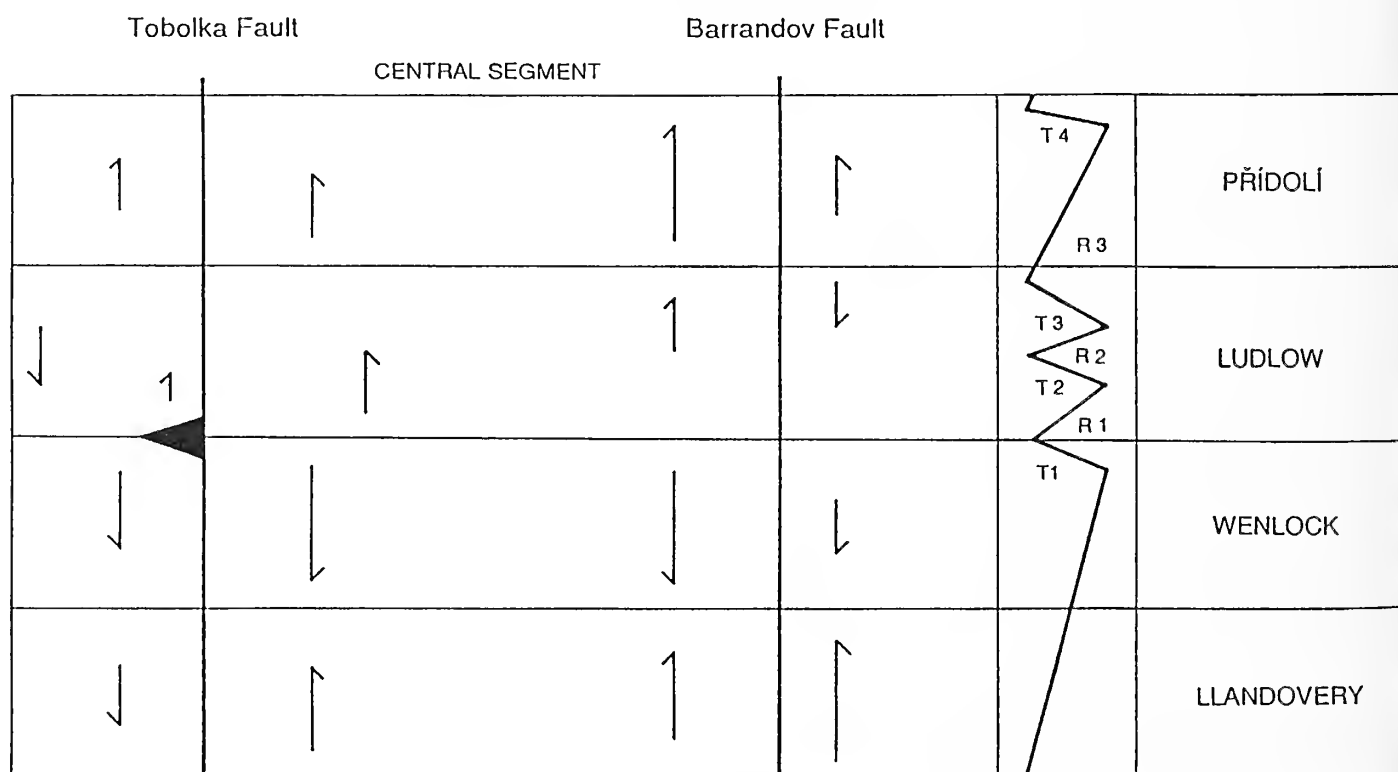 Tobolka Fault
Barrandov Fault
CENTRAL SEGMENT
T 4
PŘÍDOLÍ
R 3
T 3
R 2
LUDLOW
T 2
R 1
T1
WENLOCK
LLANDOVERY